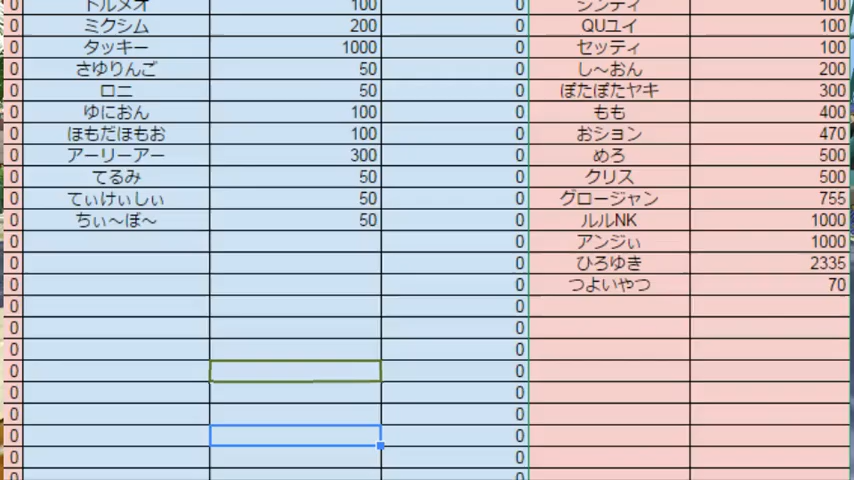 0 トルメオ 100 0 シンティ 100
0 ミクシム 200 0 QUユイ 100
0 タッキー 1000 0 セッティ 100
0 さゆりんご 50 0 し～おん 200
0 ロニ 50 0 ぽたぽたヤキ 300
0 ゆにおん 100 0 もも 400
0 ほもだほもお 100 0 おション 470
0 アーリーアー 300 0 めろ 500
0 てるみ 50 0 クリス 500
0 てぃけぃしぃ 50 0 グロージャン 755
0 ちぃ～ぼ～ 50 0 ルルNK 1000
0 0 アンジぃ 1000
0 0 ひろゆき 2335
0 0 つよいやつ 70
0 0
0 0
0 0
0 0
0 0
0 0
0 0
0 0
0 0